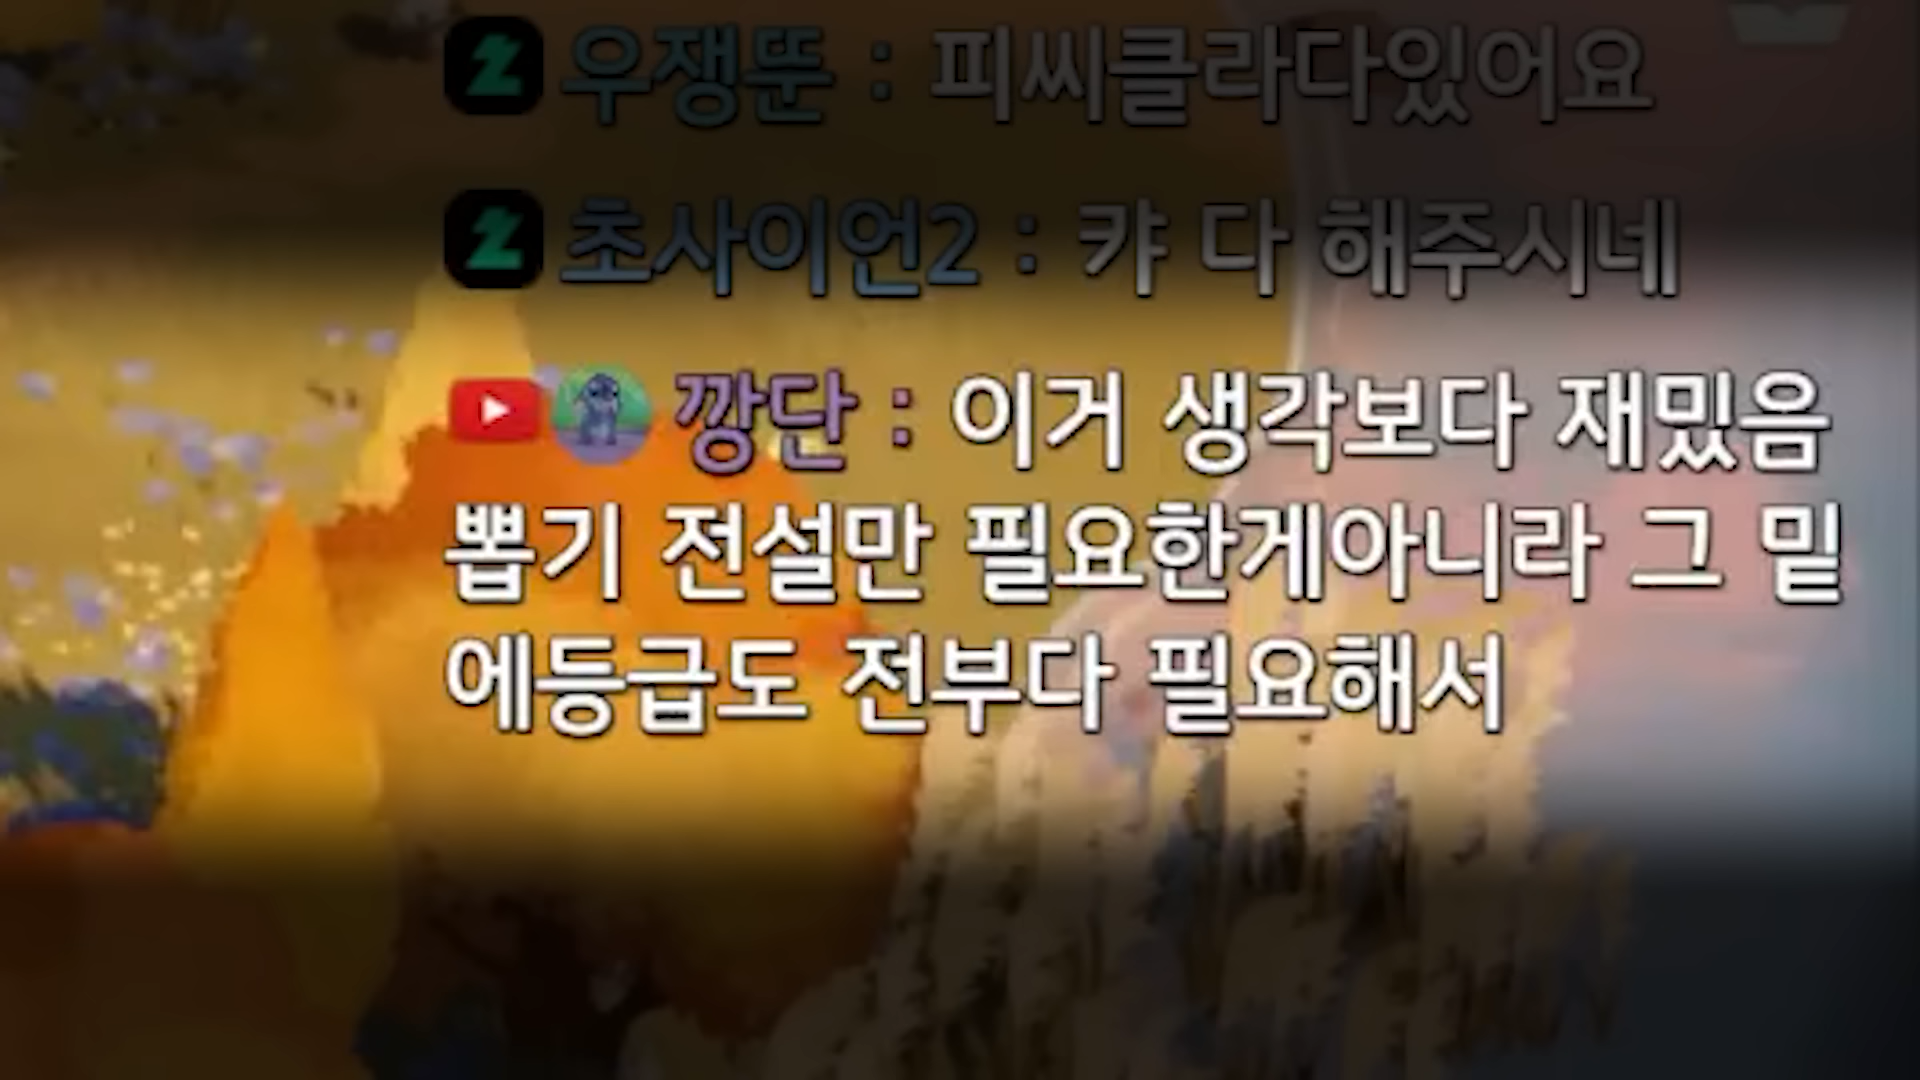 우쟁뚠 : 피씨클라다있어요
초사이언2 : 캬 다 해주시네
깡단 : 이거 생각보다 재밌음
뽑기 전설만 필요한게아니라 그 밑
에등급도 전부다 필요해서